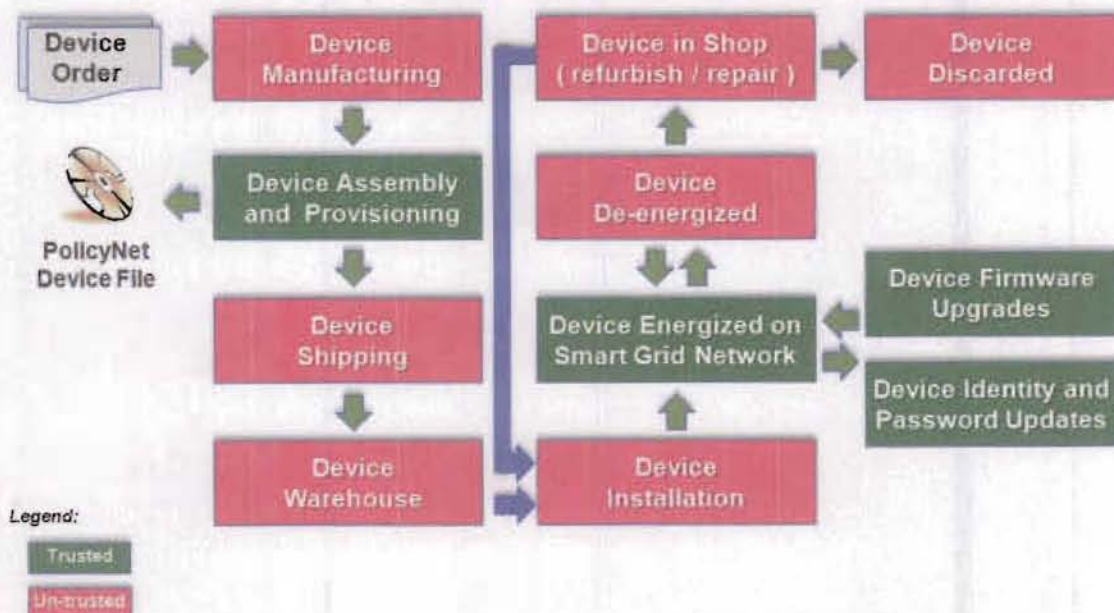 Device
Order
Device
Manufacturing
Device in Shop
( refurbish / repair )
Device
Discarded
Device Assembly
and Provisioning
Device
De-energized
PolicyNet
Device File
Device
Shipping
Device Energized on
Smart Grid Network
Device Firmware
Upgrades
Device Identity and
Password Updates
Device
Warehouse
Device
Installation
Legend:
Trusted
Un-trusted